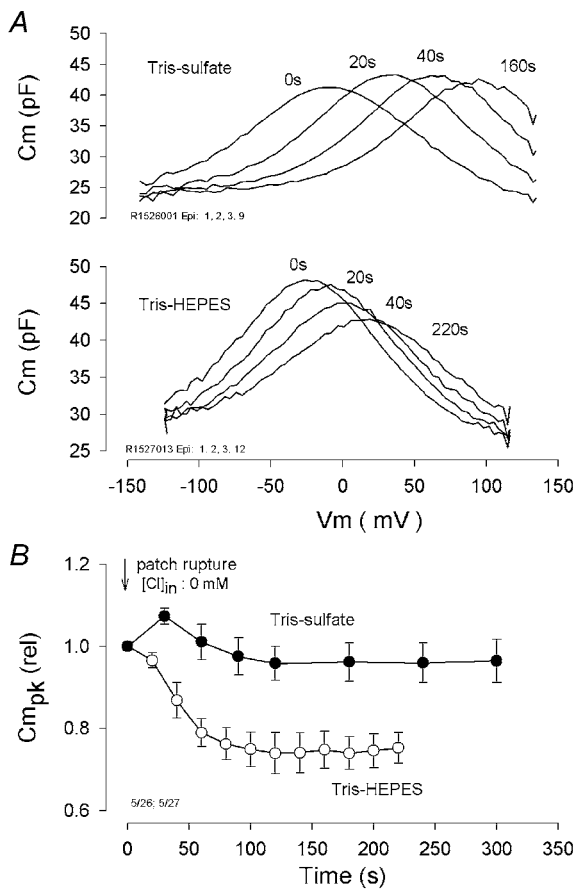 A
Cm (pF)
50
45
40
35
30
25
20
Tris-sulfate
0s
20s
40s
160s
R1526001 Epi: 1, 2, 3, 9
Cm (pF)
50
45
40
35
30
25
Tris-HEPES
0s
20s
40s
220s
R1527013 Epi: 1, 2, 3, 12
-150 -100 -50 0 50 100 150
Vm ( mV)
B
Cmpk (rel)
1.2
1.0
0.8
0.6
patch rupture
[Cl]in : 0 mM
Tris-sulfate
Tris-HEPES
5/26; 5/27
0 50 100 150 200 250 300 350
Time (s)